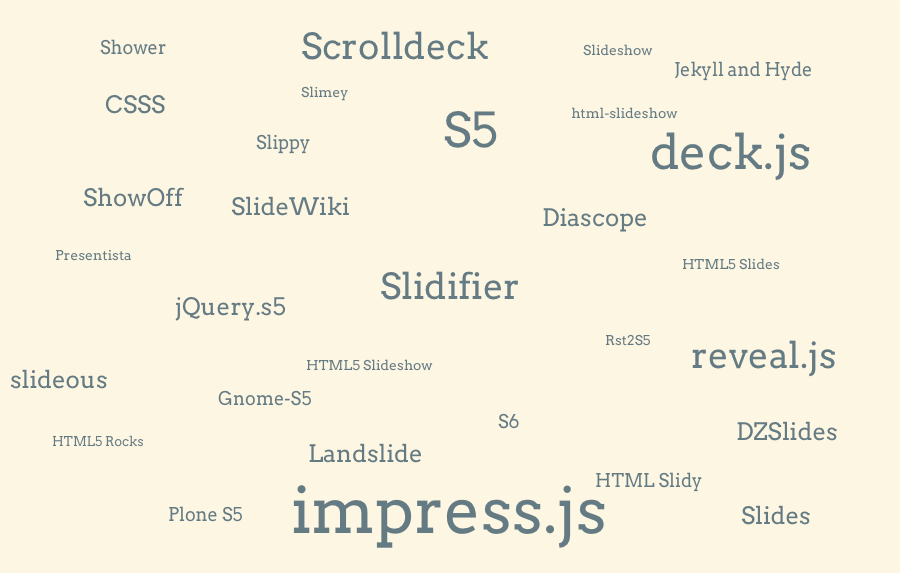 Shower
Scrolldeck
Slideshow
Jekyll and Hyde
Slimey
CSSS
html-slideshow
S5
Slippy
deck.js
ShowOff
SlideWiki
Diascope
Presentista
HTML5 Slides
Slidifier
jQuery.s5
Rst2S5
reveal.js
HTML5 Slideshow
slideous
Gnome-S5
S6
DZSlides
HTML5 Rocks
Landslide
HTML Slidy
impress.js
Plone S5
Slides